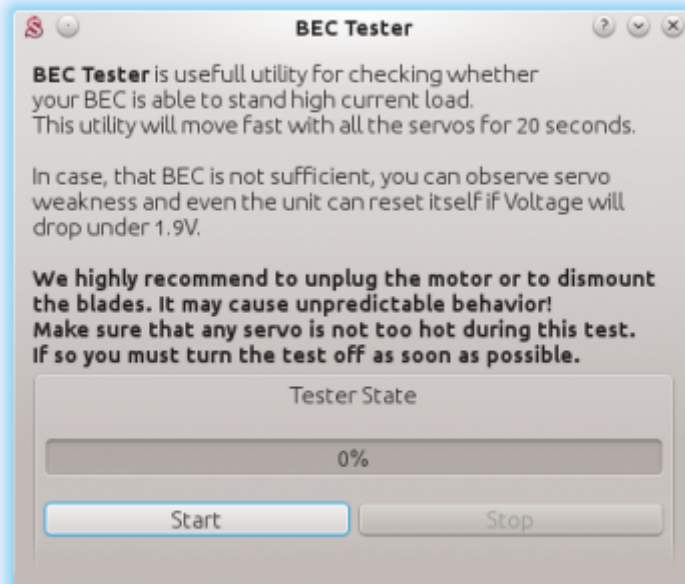 BEC Tester
BEC Tester is usefull utility for checking whether
your BEC is able to stand high current load.
This utility will move fast with all the servos for 20 seconds.
In case, that BEC is not sufficient, you can observe servo
weakness and even the unit can reset itself if Voltage will
drop under 1.9V.
We highly recommend to unplug the motor or to dismount
the blades. It may cause unpredictable behavior!
Make sure that any servo is not too hot during this test.
If so you must turn the test off as soon as possible.
Tester State
0%
Start
Stop